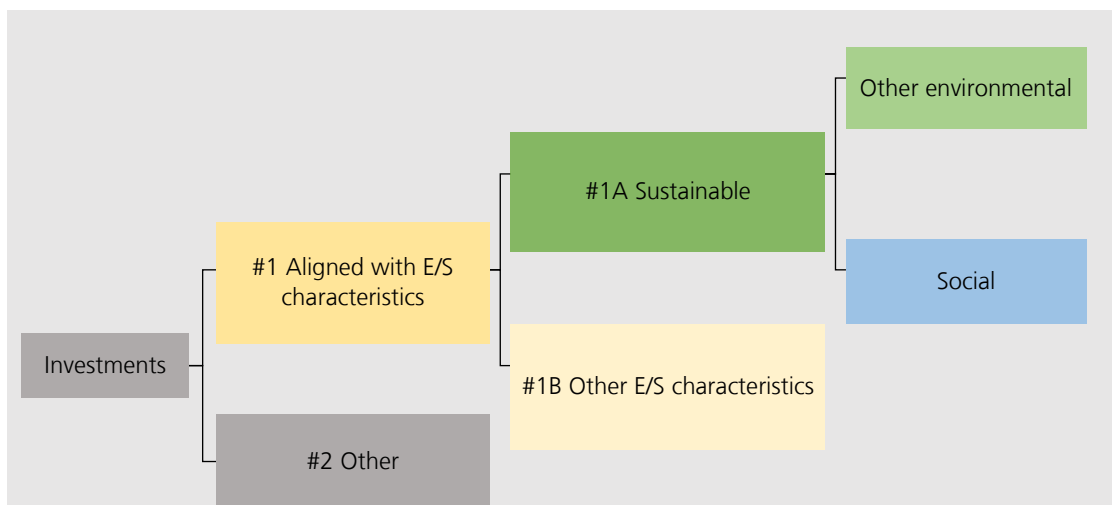 Other environmental
#1A Sustainable
#1 Aligned with E/S
characteristics
Social
Investments
#1B Other E/S characteristics
#2 Other